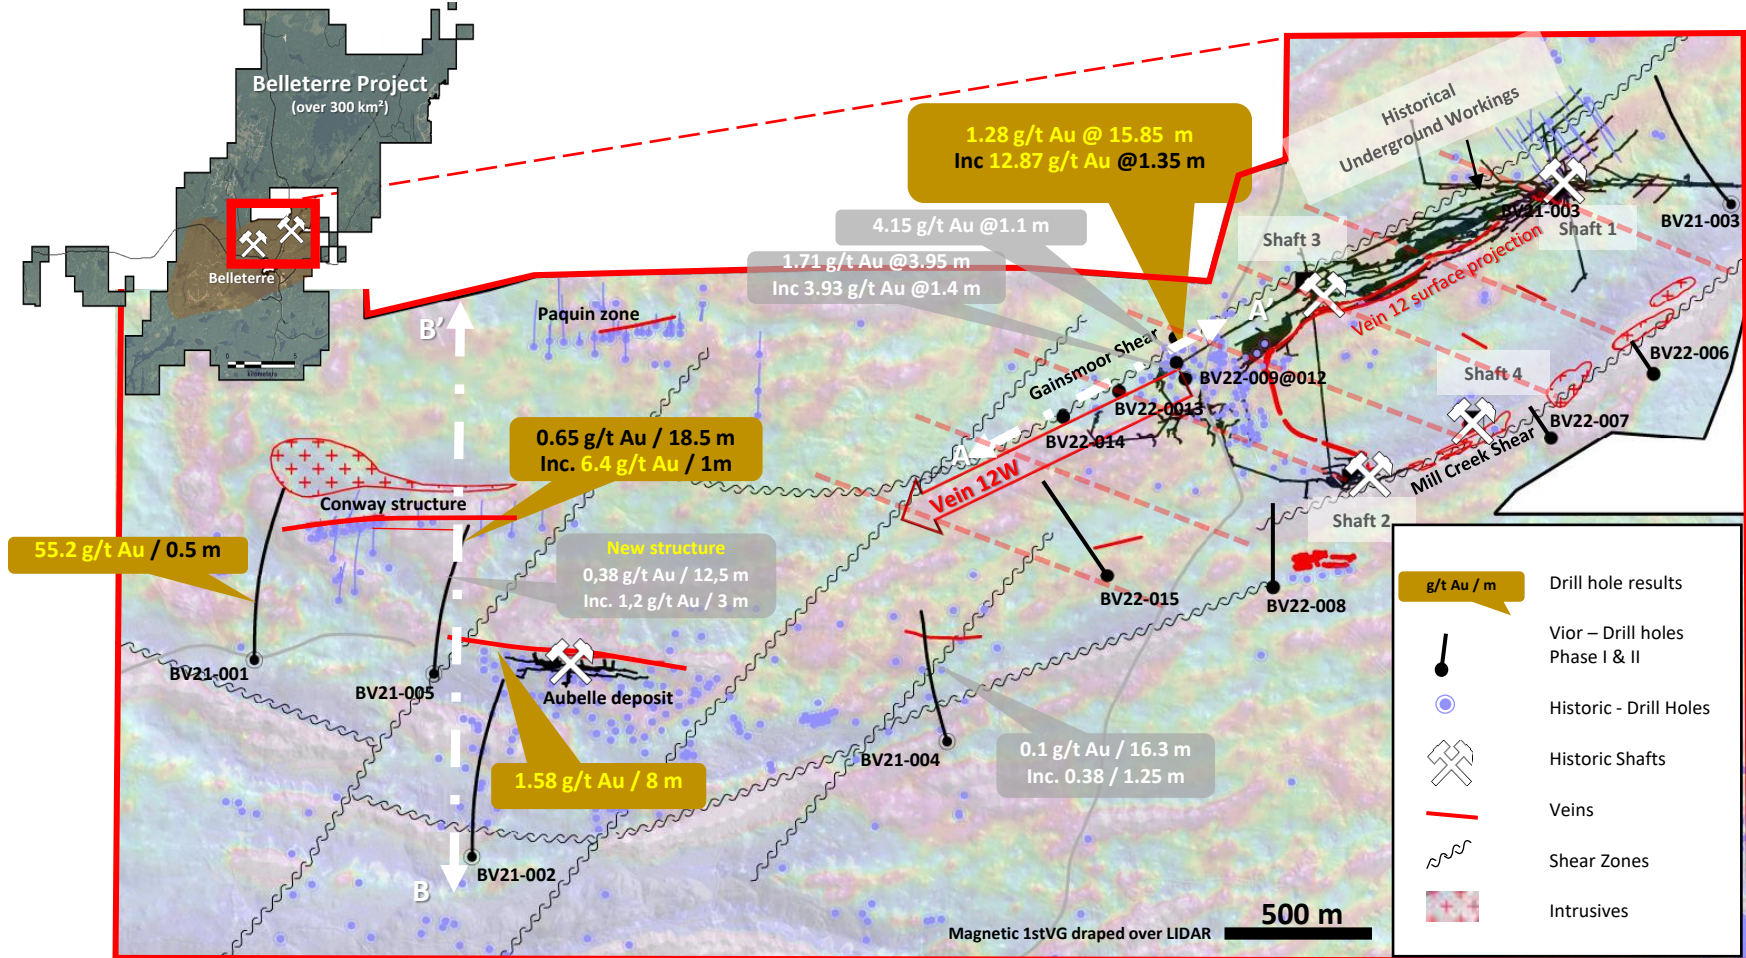 Belleterre Project
(over 300 km²)
Belleterre
0 5
kilometers
1.28 g/t Au @ 15.85 m
Inc 12.87 g/t Au @1.35 m
4.15 g/t Au @1.1 m
1.71 g/t Au @3.95 m
Inc 3.93 g/t Au @1.4 m
Historical
Underground Workings
BV21-003
BV21-003
Shaft 1
Shaft 3
Vein 12 surface projection
A'
Gainsmoor Shear
BV22-009@012
BV22-0013
BV22-014
A
Vein 12W
BV22-006
Shaft 4
BV22-007
Mill Creek Shear
Shaft 2
B'
Paquin zone
0.65 g/t Au / 18.5 m
Inc. 6.4 g/t Au / 1m
Conway structure
55.2 g/t Au / 0.5 m
New structure
0,38 g/t Au / 12,5 m
Inc. 1,2 g/t Au / 3 m
BV22-015
BV22-008
BV21-001
BV21-005
Aubelle deposit
BV21-004
0.1 g/t Au / 16.3 m
Inc. 0.38 / 1.25 m
1.58 g/t Au / 8 m
BV21-002
B
500 m
Magnetic 1stVG draped over LIDAR
g/t Au / m
Drill hole results
Vior – Drill holes
Phase I & II
Historic - Drill Holes
Historic Shafts
Veins
Shear Zones
Intrusives